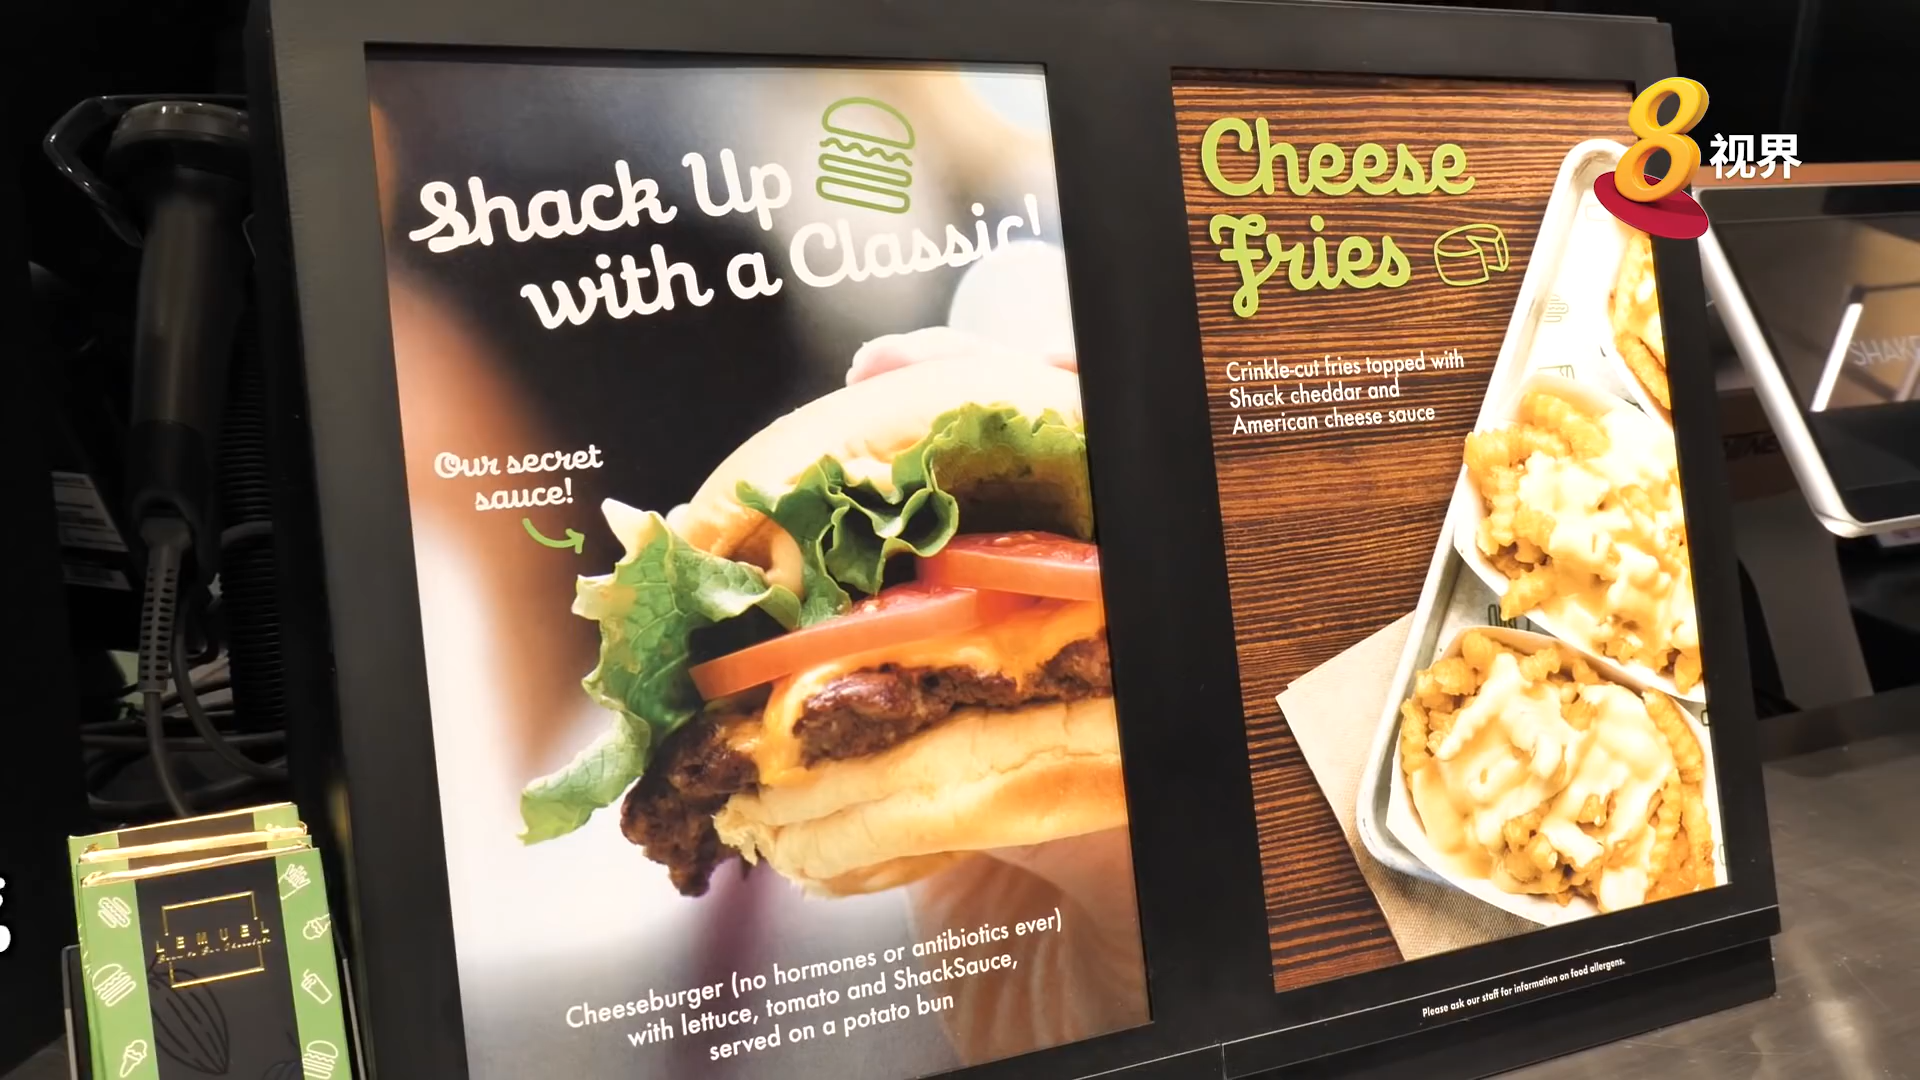 Shack Up
with a Classic!
Our secret
sauce!
Cheeseburger (no hormones or antibiotics ever)
with lettuce, tomato and ShackSauce,
served on a potato bun
Cheese
Fries
Crinkle-cut fries topped with
Shack cheddar and
American cheese sauce
Please ask our staff for information on food allergens.
8视界
SHAKE
LEMUEL